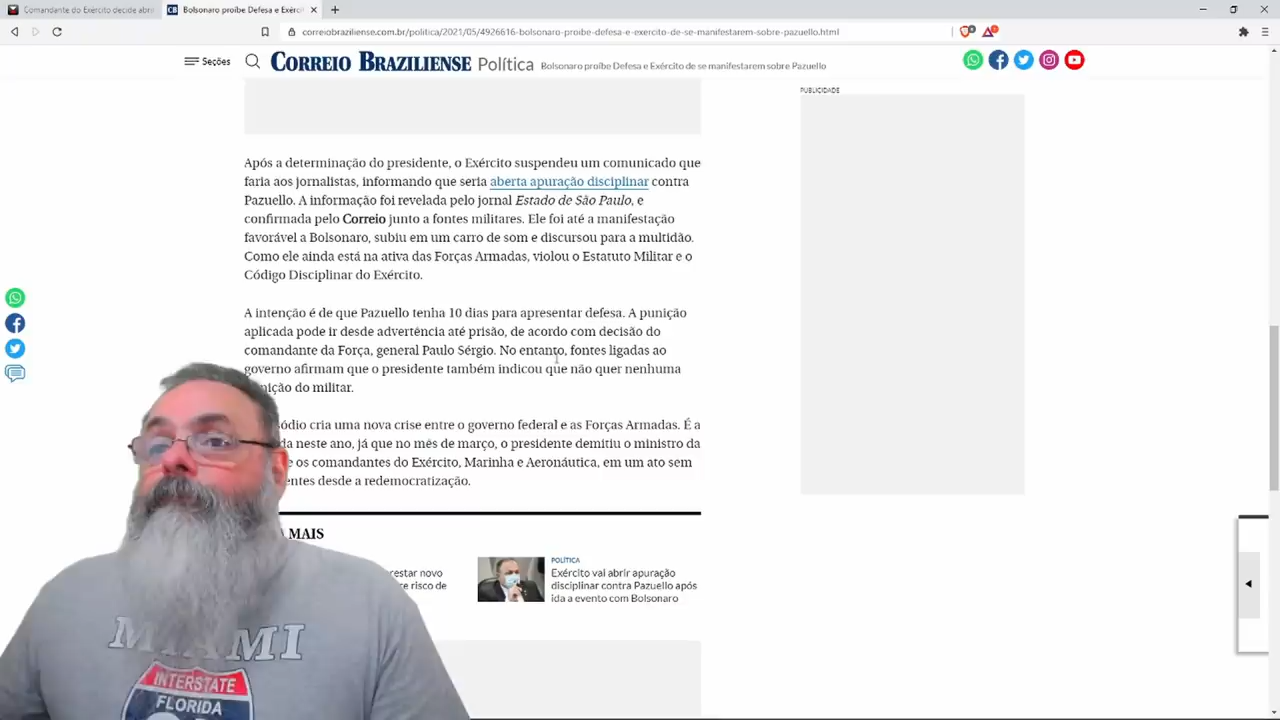 Comandante do Exército decide abrir
Bolsonaro proíbe Defesa e Exérci
correiobraziliense.com.br/politica/2021/05/4926616-bolsonaro-proibe-defesa-e-exercito-de-se-manifestarem-sobre-pazuello.html
Seções
CORREIO BRAZILIENSE
Política
Bolsonaro proíbe Defesa e Exército de se manifestarem sobre Pazuello
PUBLICIDADE
Após a determinação do presidente, o Exército suspendeu um comunicado que
faria aos jornalistas, informando que seria aberta apuração disciplinar contra
Pazuello. A informação foi revelada pelo jornal Estado de São Paulo, e
confirmada pelo Correio junto a fontes militares. Ele foi até a manifestação
favorável a Bolsonaro, subiu em um carro de som e discursou para a multidão.
Como ele ainda está na ativa das Forças Armadas, violou o Estatuto Militar e o
Código Disciplinar do Exército.
A intenção é de que Pazuello tenha 10 dias para apresentar defesa. A punição
aplicada pode ir desde advertência até prisão, de acordo com decisão do
comandante da Força, general Paulo Sérgio. No entanto, fontes ligadas ao
governo afirmam que o presidente também indicou que não quer nenhuma
nição do militar.
ódio cria uma nova crise entre o governo federal e as Forças Armadas. É a
da neste ano, já que no mês de março, o presidente demitiu o ministro da
e os comandantes do Exército, Marinha e Aeronáutica, em um ato sem
entes desde a redemocratização.
MAIS
restar novo
e risco de
POLÍTICA
Exército vai abrir apuração
disciplinar contra Pazuello após
ida a evento com Bolsonaro
MIAMI
INTERSTATE
FLORIDA